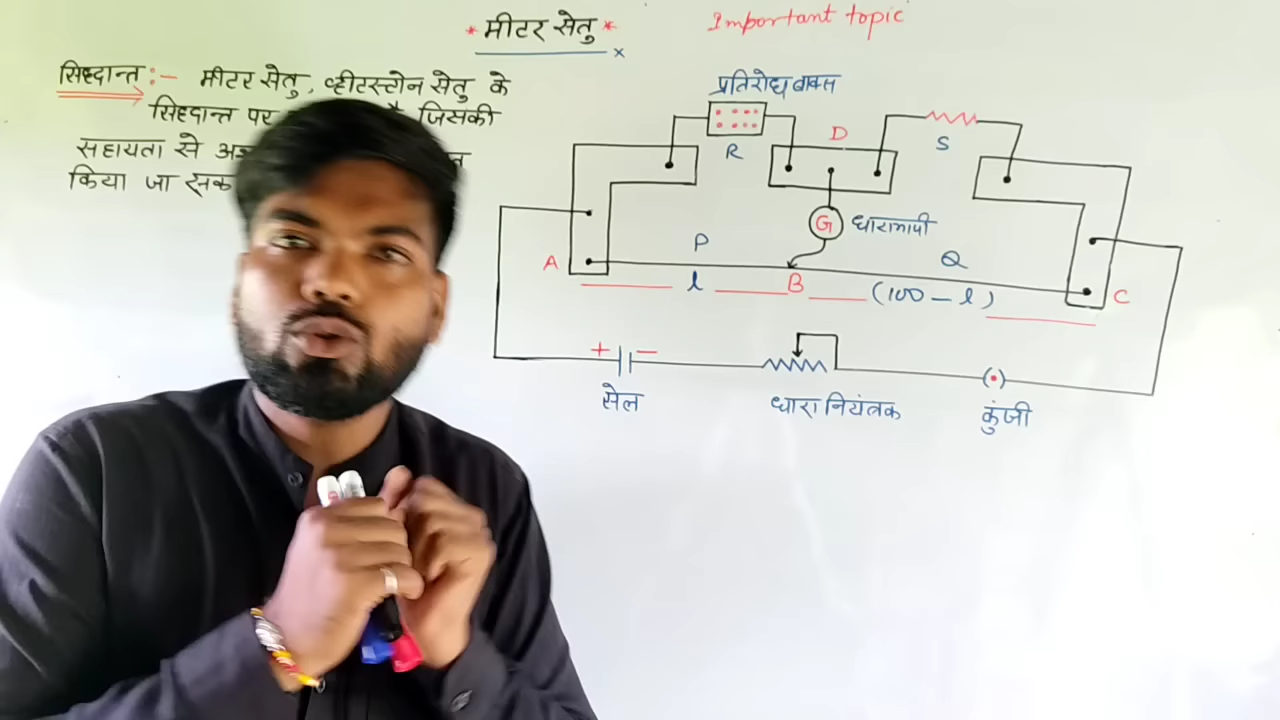 * मीटर सेतु *
Important topic
सिध्दान्त :- मीटर सेतु, व्हीटस्टोन सेतु के
सिध्दान्त पर जिसकी
सहायता से
किया जा सक
प्रतिरोध बाक्स
R
D
S
G धारामापी
P
Q
A
l
B
(100 - l)
C
+ -
सेल
धारा नियंत्रक
कुंजी